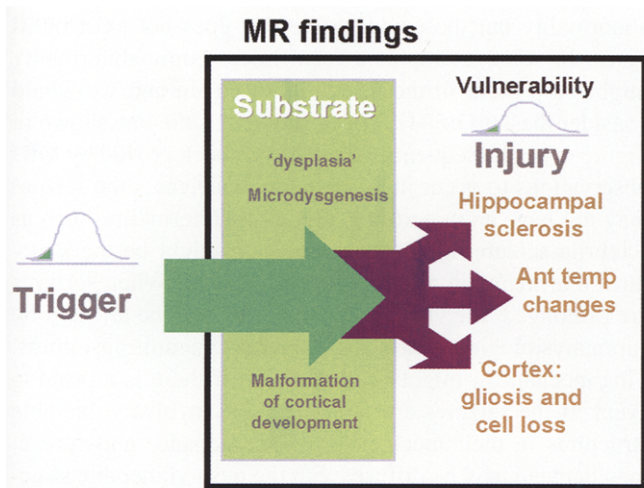 MR findings
Vulnerability
Substrate
Injury
'dysplasia'
Microdysgenesis
Hippocampal
sclerosis
Trigger
Ant temp
changes
Malformation
of cortical
development
Cortex:
gliosis and
cell loss